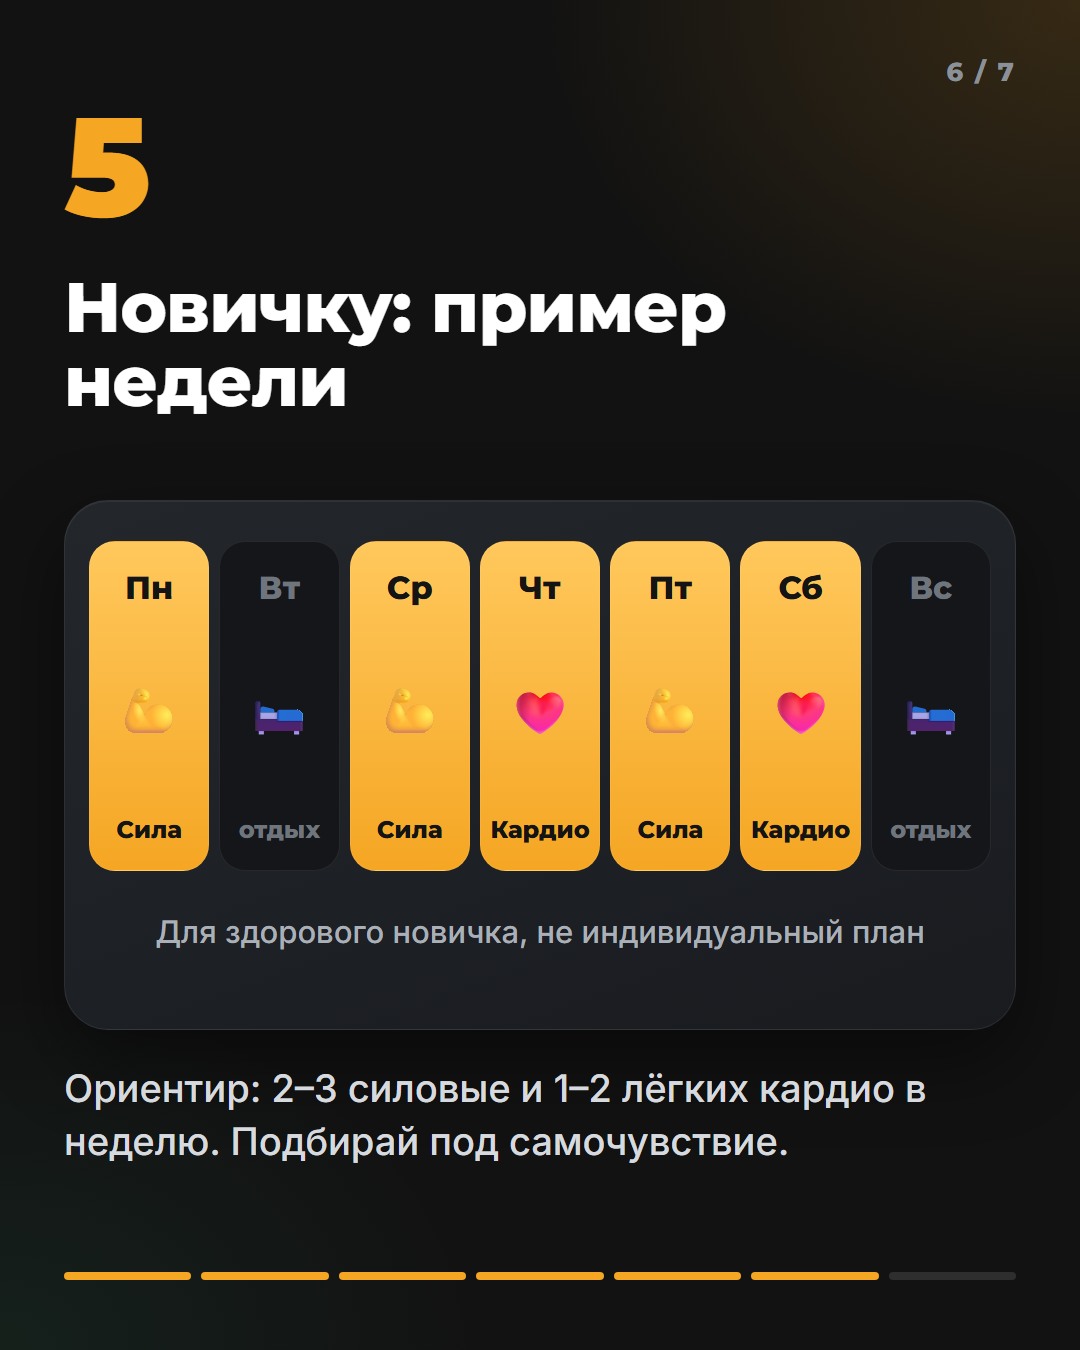 6 / 7
5
Новичку: пример
недели
Пн Вт Ср Чт Пт Сб Вс
Сила отдых Сила Кардио Сила Кардио отдых
Для здорового новичка, не индивидуальный план
Ориентир: 2–3 силовые и 1–2 лёгких кардио в
неделю. Подбирай под самочувствие.